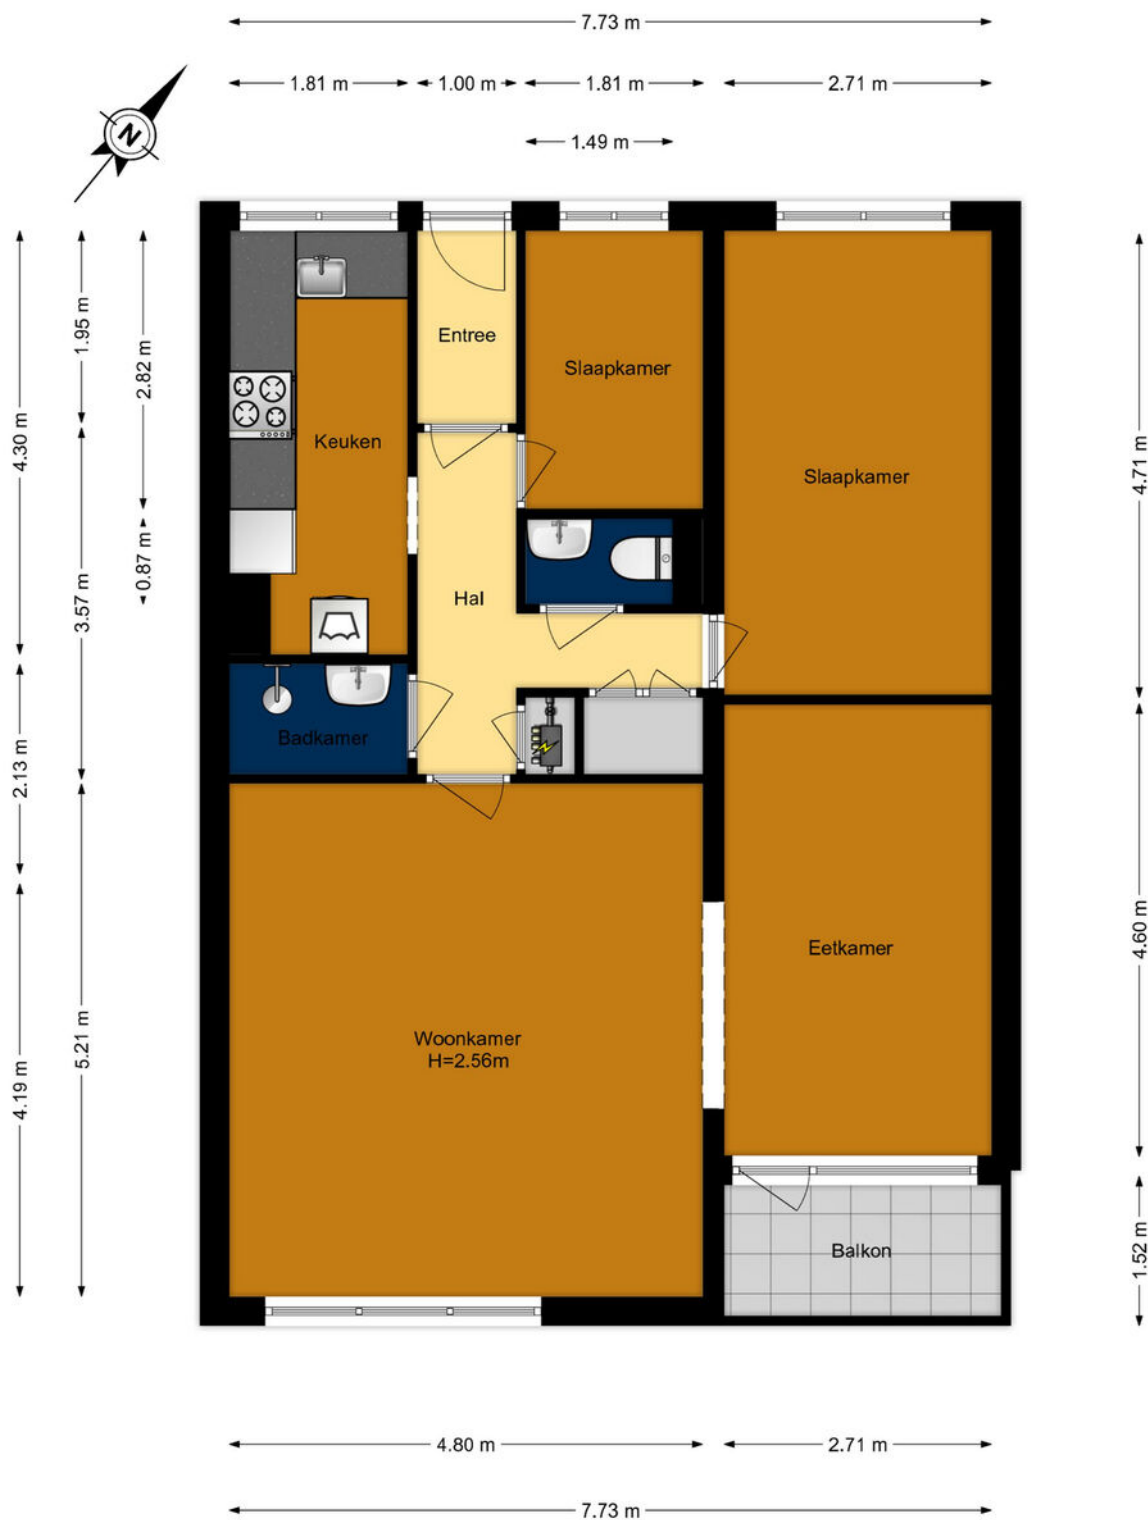 7.73 m
1.81 m
1.00 m
1.81 m
2.71 m
1.49 m
N
1.95 m
2.82 m
4.30 m
0.87 m
3.57 m
2.13 m
5.21 m
4.19 m
Entree
Slaapkamer
Keuken
Slaapkamer
4.71 m
Hal
Badkamer
Eetkamer
4.60 m
Woonkamer
H=2.56m
Balkon
1.52 m
4.80 m
2.71 m
7.73 m